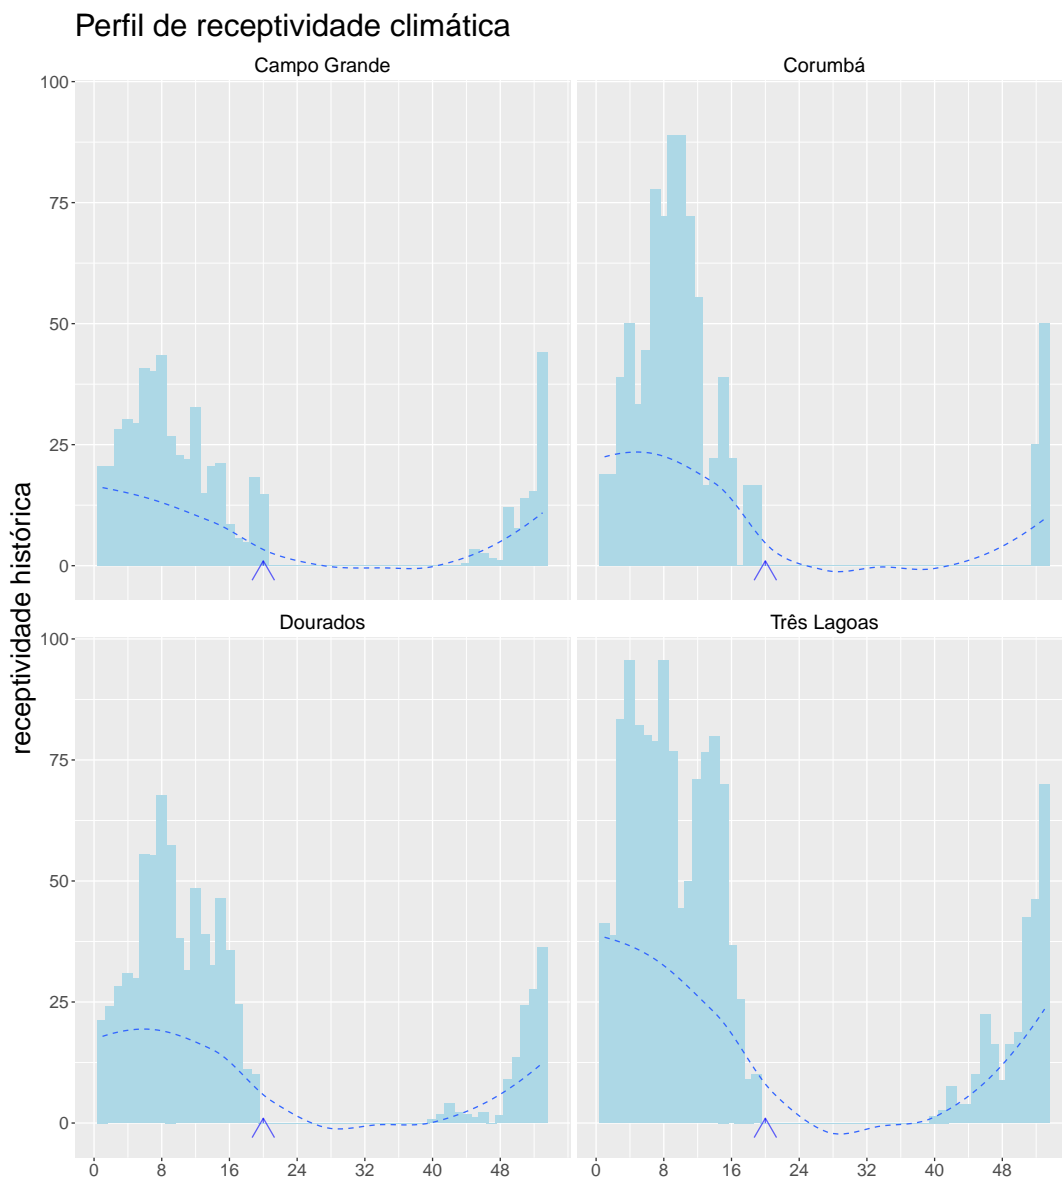 Perfil de receptividade climática
Campo Grande
Corumbá
100
75
50
25
0
Dourados
Três Lagoas
100
75
50
25
0
receptividade histórica
0 8 16 24 32 40 48
0 8 16 24 32 40 48